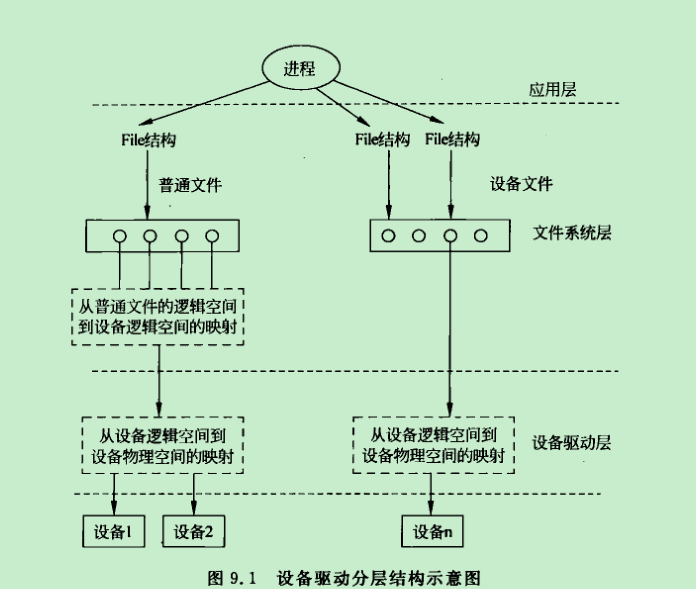 进程
应用层
File结构
File结构
File结构
普通文件
设备文件
文件系统层
从普通文件的逻辑空间
到设备逻辑空间的映射
从设备逻辑空间到
设备物理空间的映射
从设备逻辑空间到
设备物理空间的映射
设备驱动层
设备1
设备2
设备n
图 9.1 设备驱动分层结构示意图